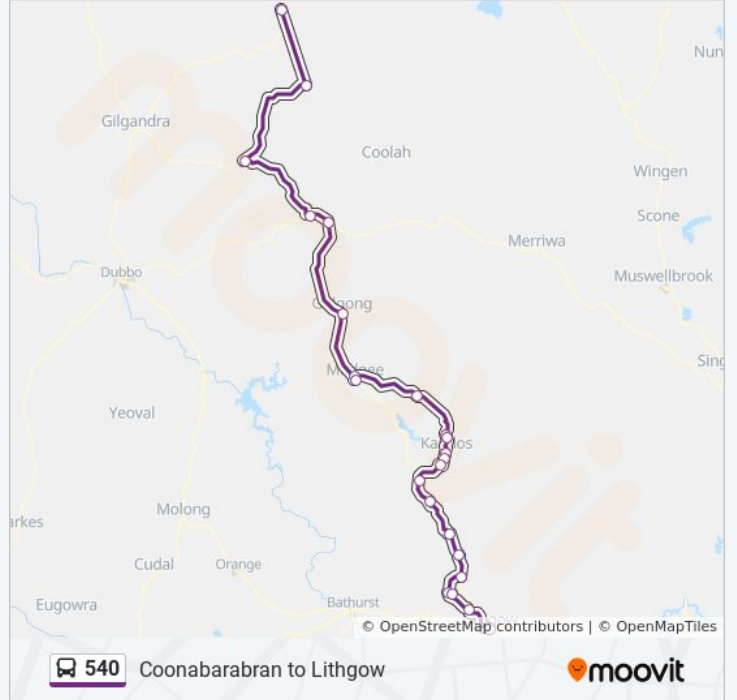 Nun
Gilgandra
Coolah
Wingen
Scone
Merriwa
Dubbo
Muswellbrook
Gulgong
Sing
Mudgee
Yeoval
Kandos
Molong
arkes
Cudal
Orange
Eugowra
Bathurst
© OpenStreetMap contributors | © OpenMapTiles
540 Coonabarabran to Lithgow
moovit